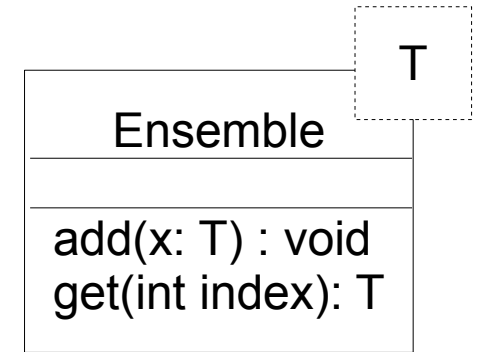 T
Ensemble
add(x: T) : void
get(int index): T